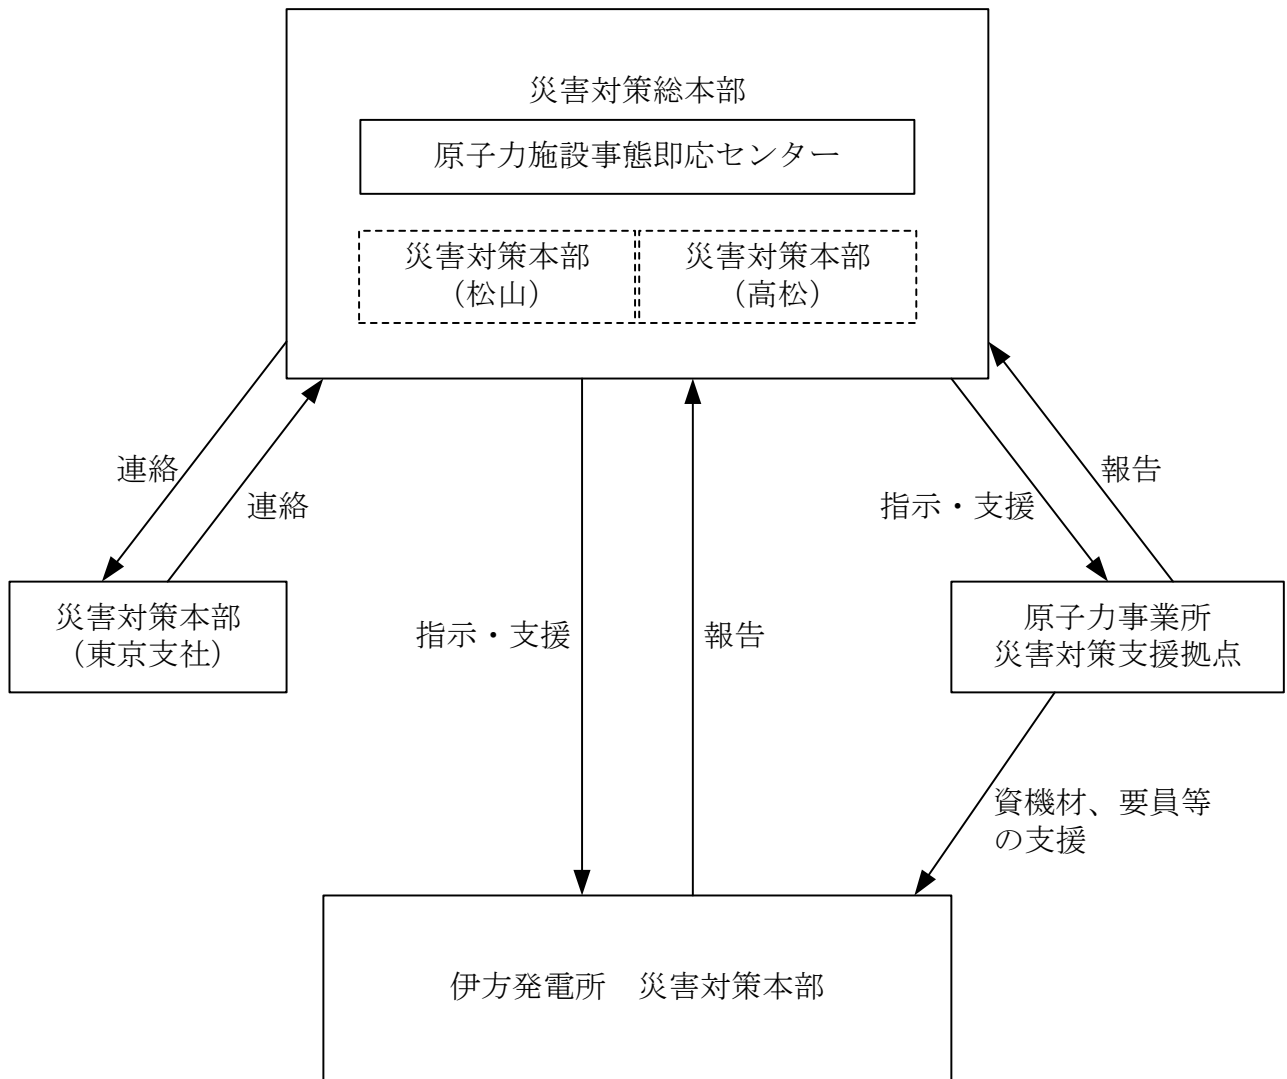 災害対策総本部
原子力施設事態即応センター
災害対策本部
（松山）
災害対策本部
（高松）
連絡
連絡
指示・支援
報告
災害対策本部
（東京支社）
指示・支援
報告
原子力事業所
災害対策支援拠点
資機材、要員等
の支援
伊方発電所　災害対策本部